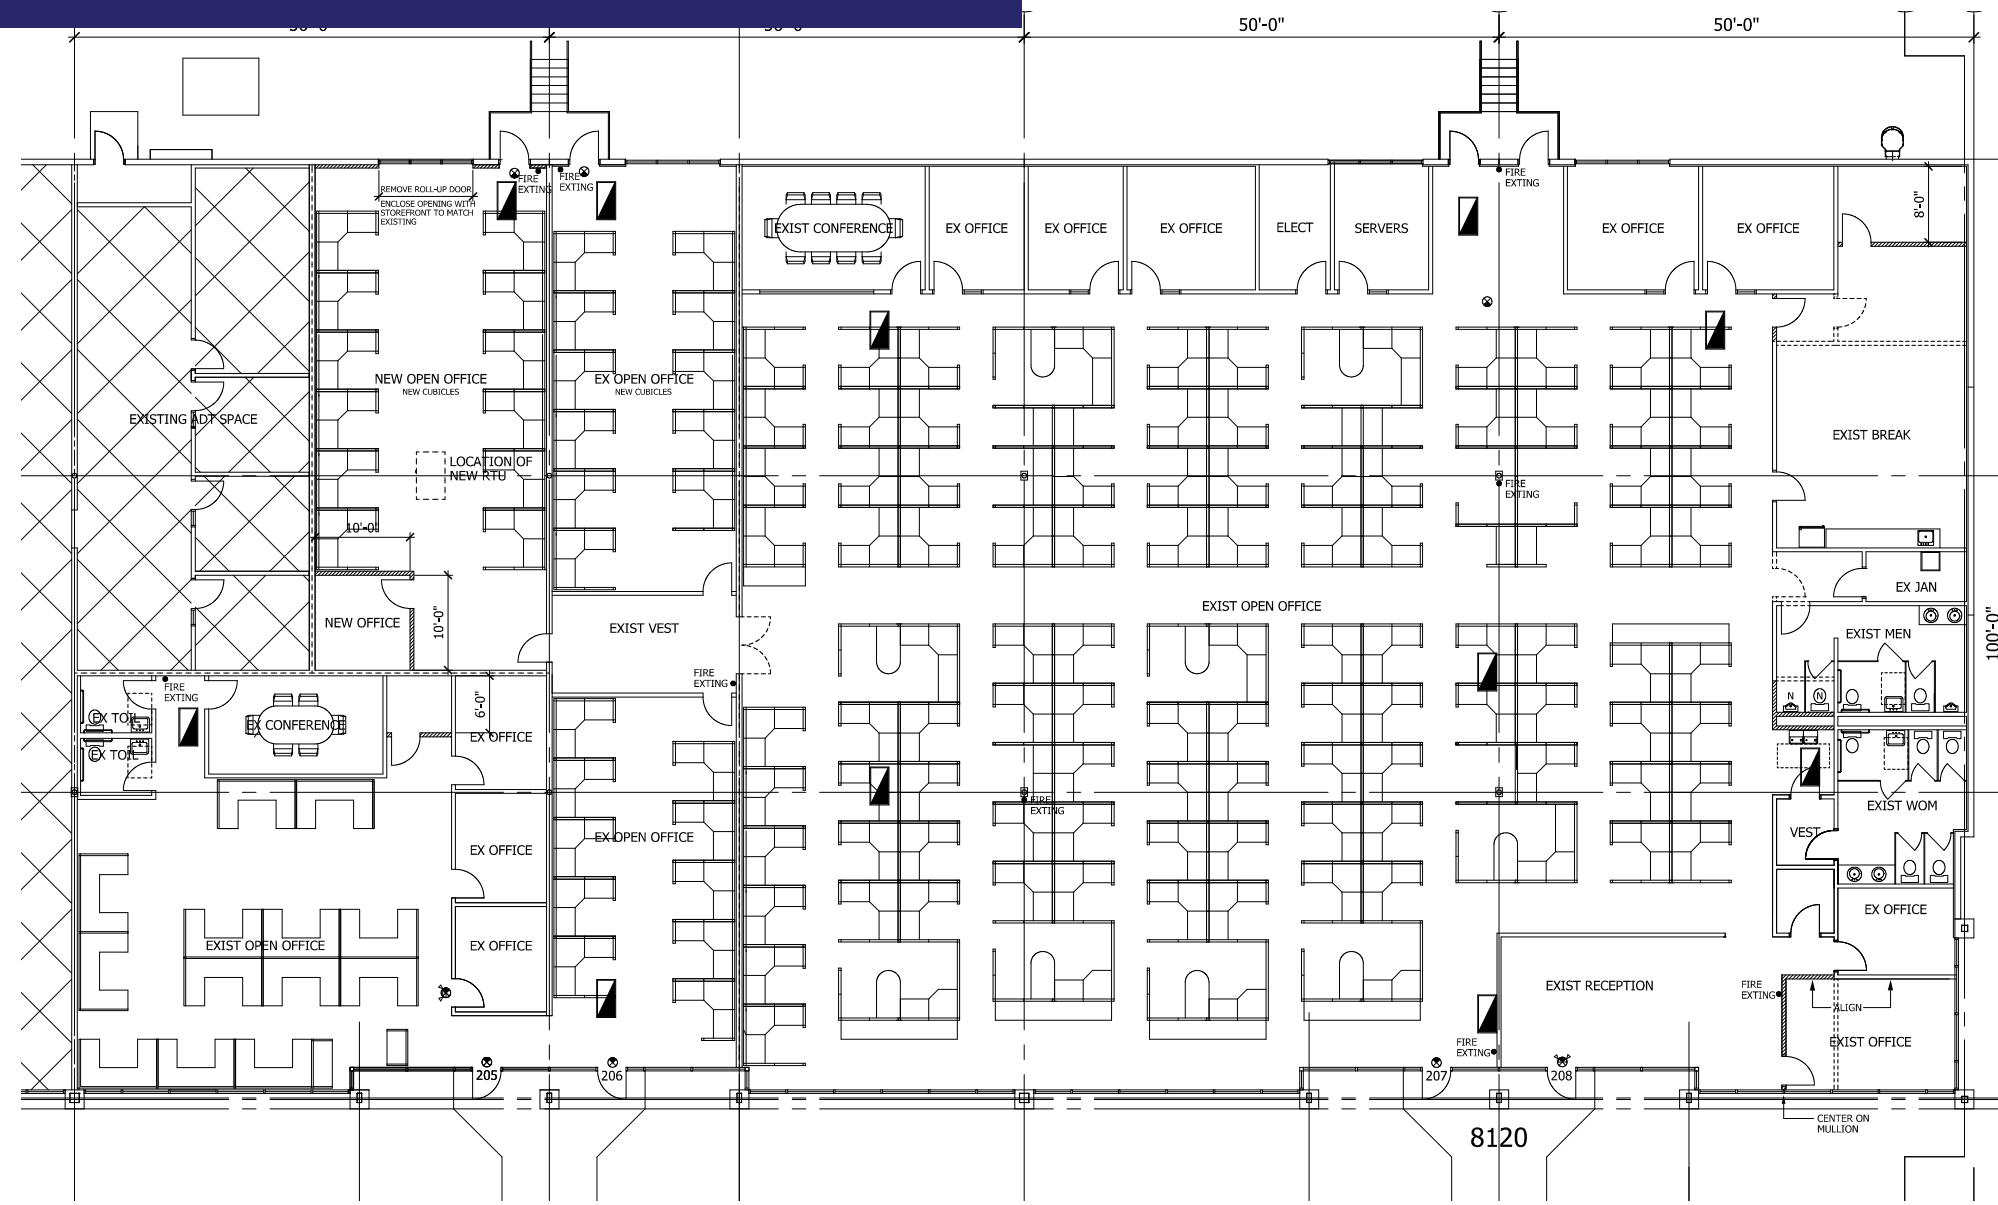 50'-0"
50'-0"
50'-0"
50'-0"
FIRE
EXTING
FIRE
EXTING
FIRE
EXTING
REMOVE ROLL-UP DOOR
ENCLOSE OPENING WITH
STOREFRONT TO MATCH
EXISTING
8'-0"
EXIST CONFERENCE
EX OFFICE
EX OFFICE
EX OFFICE
ELECT
SERVERS
EX OFFICE
EX OFFICE
NEW OPEN OFFICE
NEW CUBICLES
EX OPEN OFFICE
NEW CUBICLES
EXISTING ADT SPACE
EXIST BREAK
LOCATION OF
NEW RTU
FIRE
EXTING
10'-0"
EX JAN
EXIST OPEN OFFICE
NEW OFFICE
10'-0"
EXIST VEST
EXIST MEN
100'-0"
FIRE
EXTING
FIRE
EXTING
N
N
6'-0"
EX TOIL
EX CONFERENCE
EX OFFICE
EX TOIL
FIRE
EXTING
EXIST WOM
VEST
EX OPEN OFFICE
EX OFFICE
EX OFFICE
EXIST OPEN OFFICE
EX OFFICE
EXIST RECEPTION
FIRE
EXTING
ALIGN
EXIST OFFICE
FIRE
EXTING
205
206
207
208
CENTER ON
MULLION
8120